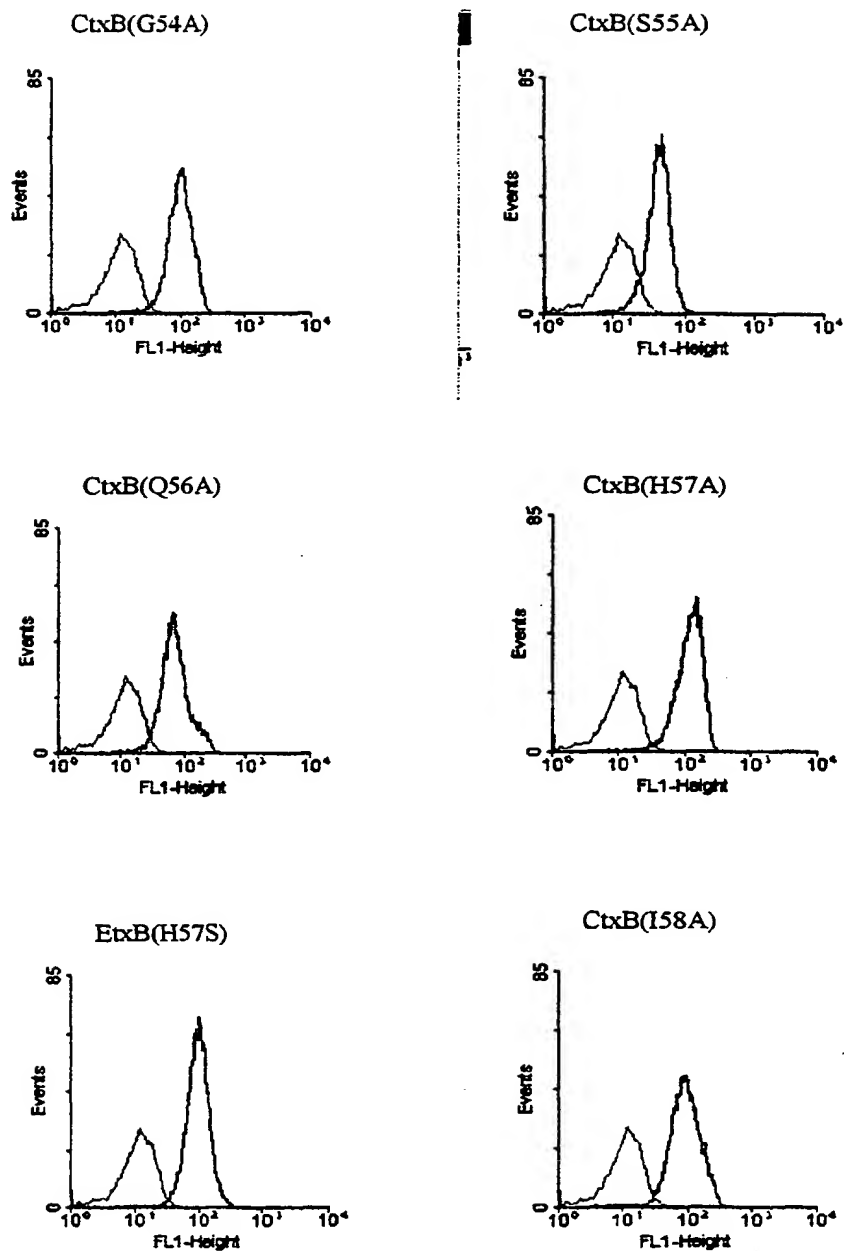 CtxB(G54A)
85
Events
0
10⁰ 10¹ 10² 10³ 10⁴
FL1-Height
CtxB(S55A)
85
Events
0
10⁰ 10¹ 10² 10³ 10⁴
FL1-Height
CtxB(Q56A)
85
Events
0
10⁰ 10¹ 10² 10³ 10⁴
FL1-Height
CtxB(H57A)
85
Events
0
10⁰ 10¹ 10² 10³ 10⁴
FL1-Height
EtxB(H57S)
85
Events
0
10⁰ 10¹ 10² 10³ 10⁴
FL1-Height
CtxB(I58A)
85
Events
0
10⁰ 10¹ 10² 10³ 10⁴
FL1-Height